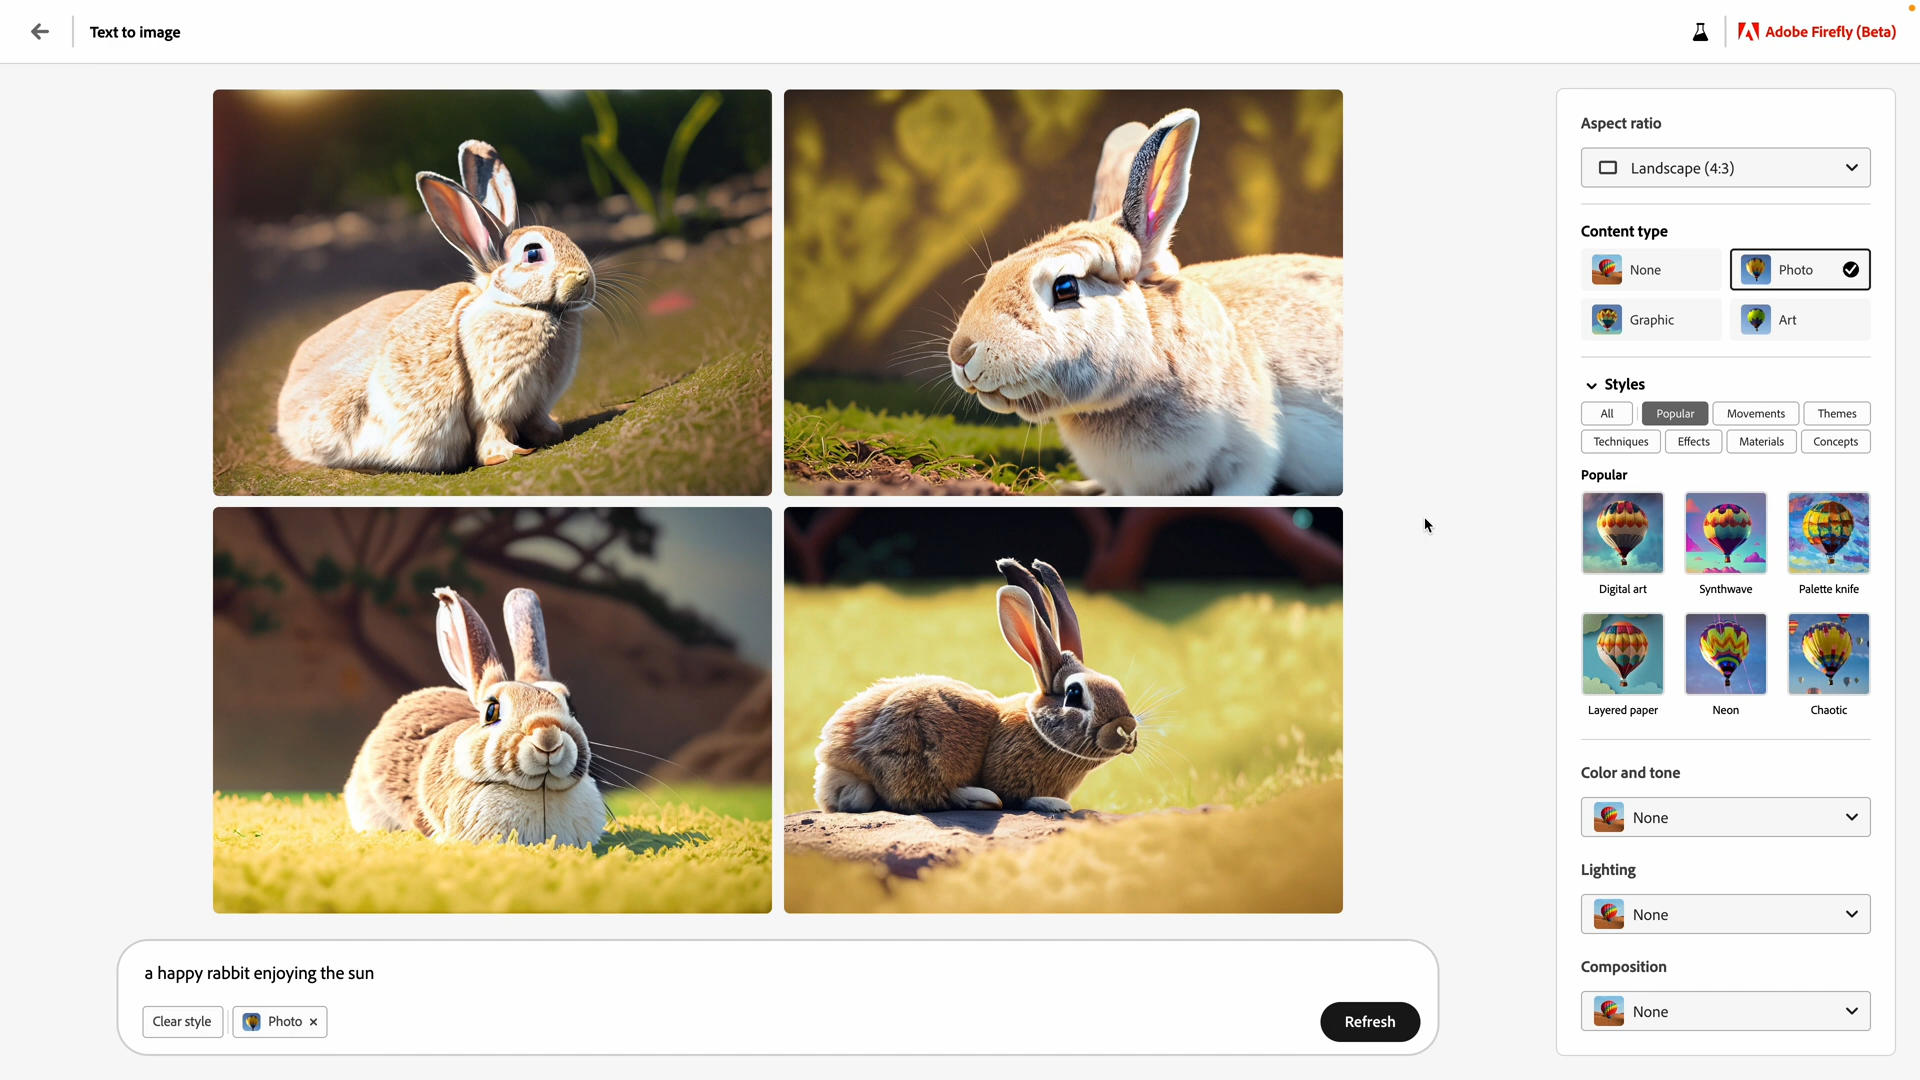 Text to image
Adobe Firefly (Beta)
Aspect ratio
Landscape (4:3)
Content type
None
Photo
Graphic
Art
Styles
All
Popular
Movements
Themes
Techniques
Effects
Materials
Concepts
Popular
Digital art
Synthwave
Palette knife
Layered paper
Neon
Chaotic
Color and tone
None
Lighting
None
Composition
None
a happy rabbit enjoying the sun
Clear style
Photo
Refresh